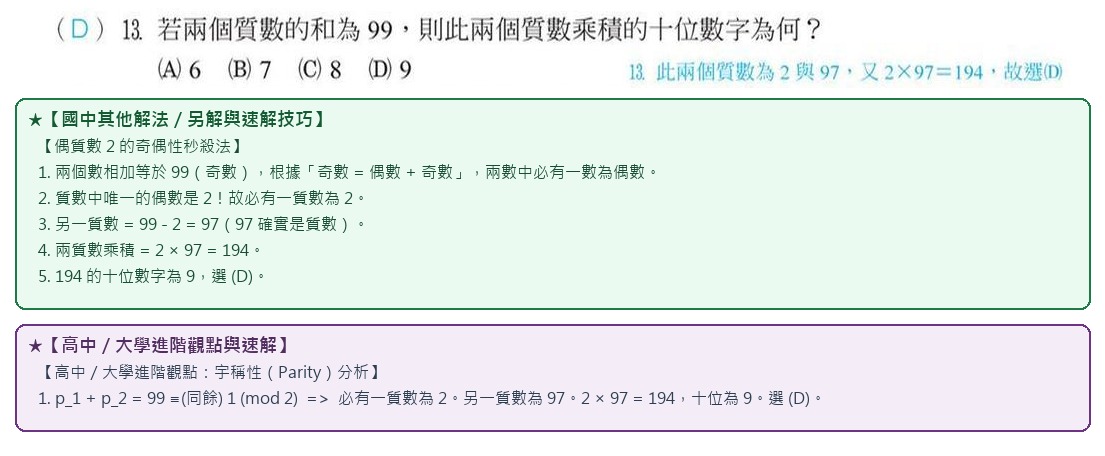 （D）13. 若兩個質數的和為 99，則此兩個質數乘積的十位數字為何？
(A) 6　(B) 7　(C) 8　(D) 9
13. 此兩個質數為 2 與 97，又 2×97＝194，故選(D)
★【國中其他解法 / 另解與速解技巧】
【偶質數 2 的奇偶性秒殺法】
1. 兩個數相加等於 99（奇數），根據「奇數 = 偶數 + 奇數」，兩數中必有一數為偶數。
2. 質數中唯一的偶數是 2！故必有一質數為 2。
3. 另一質數 = 99 - 2 = 97（97 確實是質數）。
4. 兩質數乘積 = 2 × 97 = 194。
5. 194 的十位數字為 9，選 (D)。
★【高中 / 大學進階觀點與速解】
【高中 / 大學進階觀點：宇稱性（Parity）分析】
1. p_1 + p_2 = 99 ≡(同餘) 1 (mod 2) => 必有一質數為 2。另一質數為 97。2 × 97 = 194，十位為 9。選 (D)。